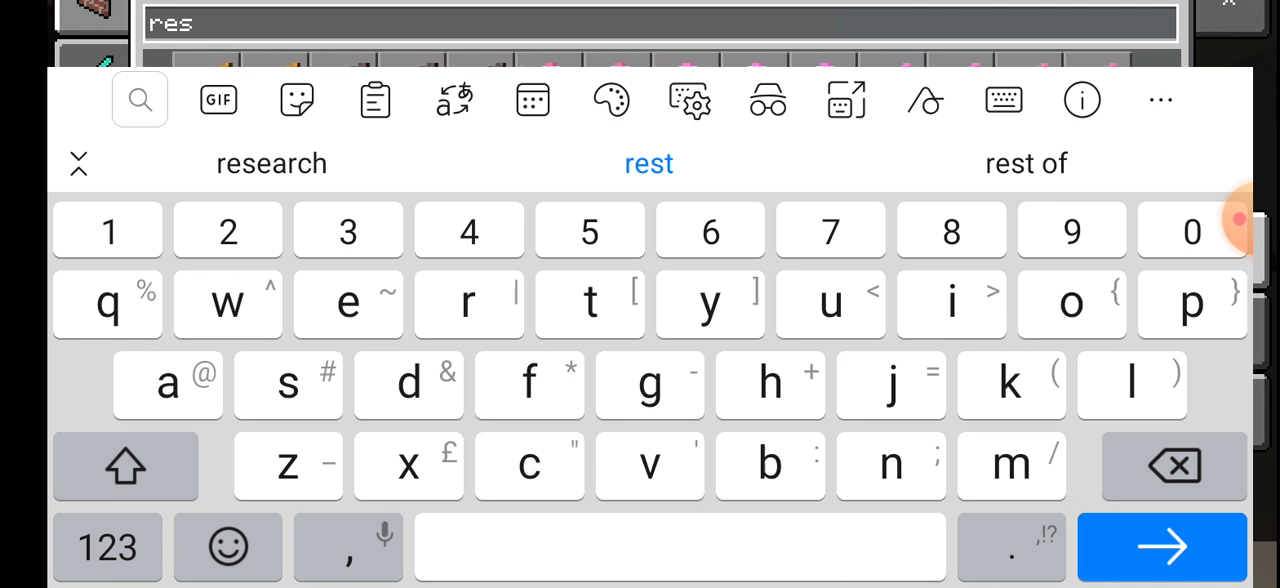 res
GIF
research rest rest of
1 2 3 4 5 6 7 8 9 0
q % w ^ e ~ r | t [ y ] u < i > o { p }
a @ s # d & f * g - h + j = k ( l )
z _ x £ c " v ' b : n ; m /
123 , . ,!?